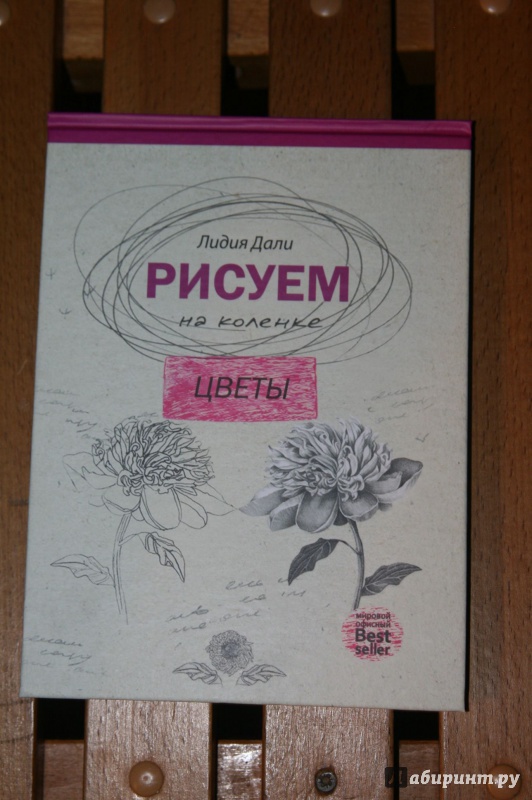 Лидия Дали
РИСУЕМ
на коленке
ЦВЕТЫ
мировой
офисный
Best
seller
Лабиринт.ру